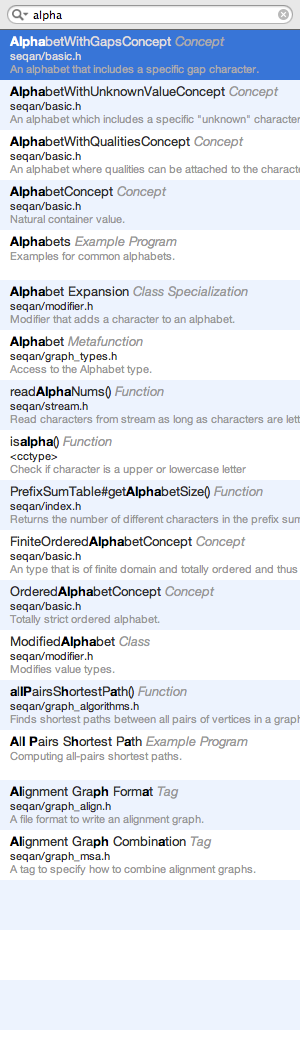 alpha
AlphabetWithGapsConcept Concept
seqan/basic.h
An alphabet that includes a specific gap character.
AlphabetWithUnknownValueConcept Concept
seqan/basic.h
An alphabet which includes a specific "unknown" character
AlphabetWithQualitiesConcept Concept
seqan/basic.h
An alphabet where qualities can be attached to the characte
AlphabetConcept Concept
seqan/basic.h
Natural container value.
Alphabets Example Program
Examples for common alphabets.
Alphabet Expansion Class Specialization
seqan/modifier.h
Modifier that adds a character to an alphabet.
Alphabet Metafunction
seqan/graph_types.h
Access to the Alphabet type.
readAlphaNums() Function
seqan/stream.h
Read characters from stream as long as characters are lett
isalpha() Function
<cctype>
Check if character is a upper or lowercase letter
PrefixSumTable#getAlphabetSize() Function
seqan/index.h
Returns the number of different characters in the prefix sum
FiniteOrderedAlphabetConcept Concept
seqan/basic.h
An type that is of finite domain and totally ordered and thus
OrderedAlphabetConcept Concept
seqan/basic.h
Totally strict ordered alphabet.
ModifiedAlphabet Class
seqan/modifier.h
Modifies value types.
allPairsShortestPath() Function
seqan/graph_algorithms.h
Finds shortest paths between all pairs of vertices in a graph
All Pairs Shortest Path Example Program
Computing all-pairs shortest paths.
Alignment Graph Format Tag
seqan/graph_align.h
A file format to write an alignment graph.
Alignment Graph Combination Tag
seqan/graph_msa.h
A tag to specify how to combine alignment graphs.